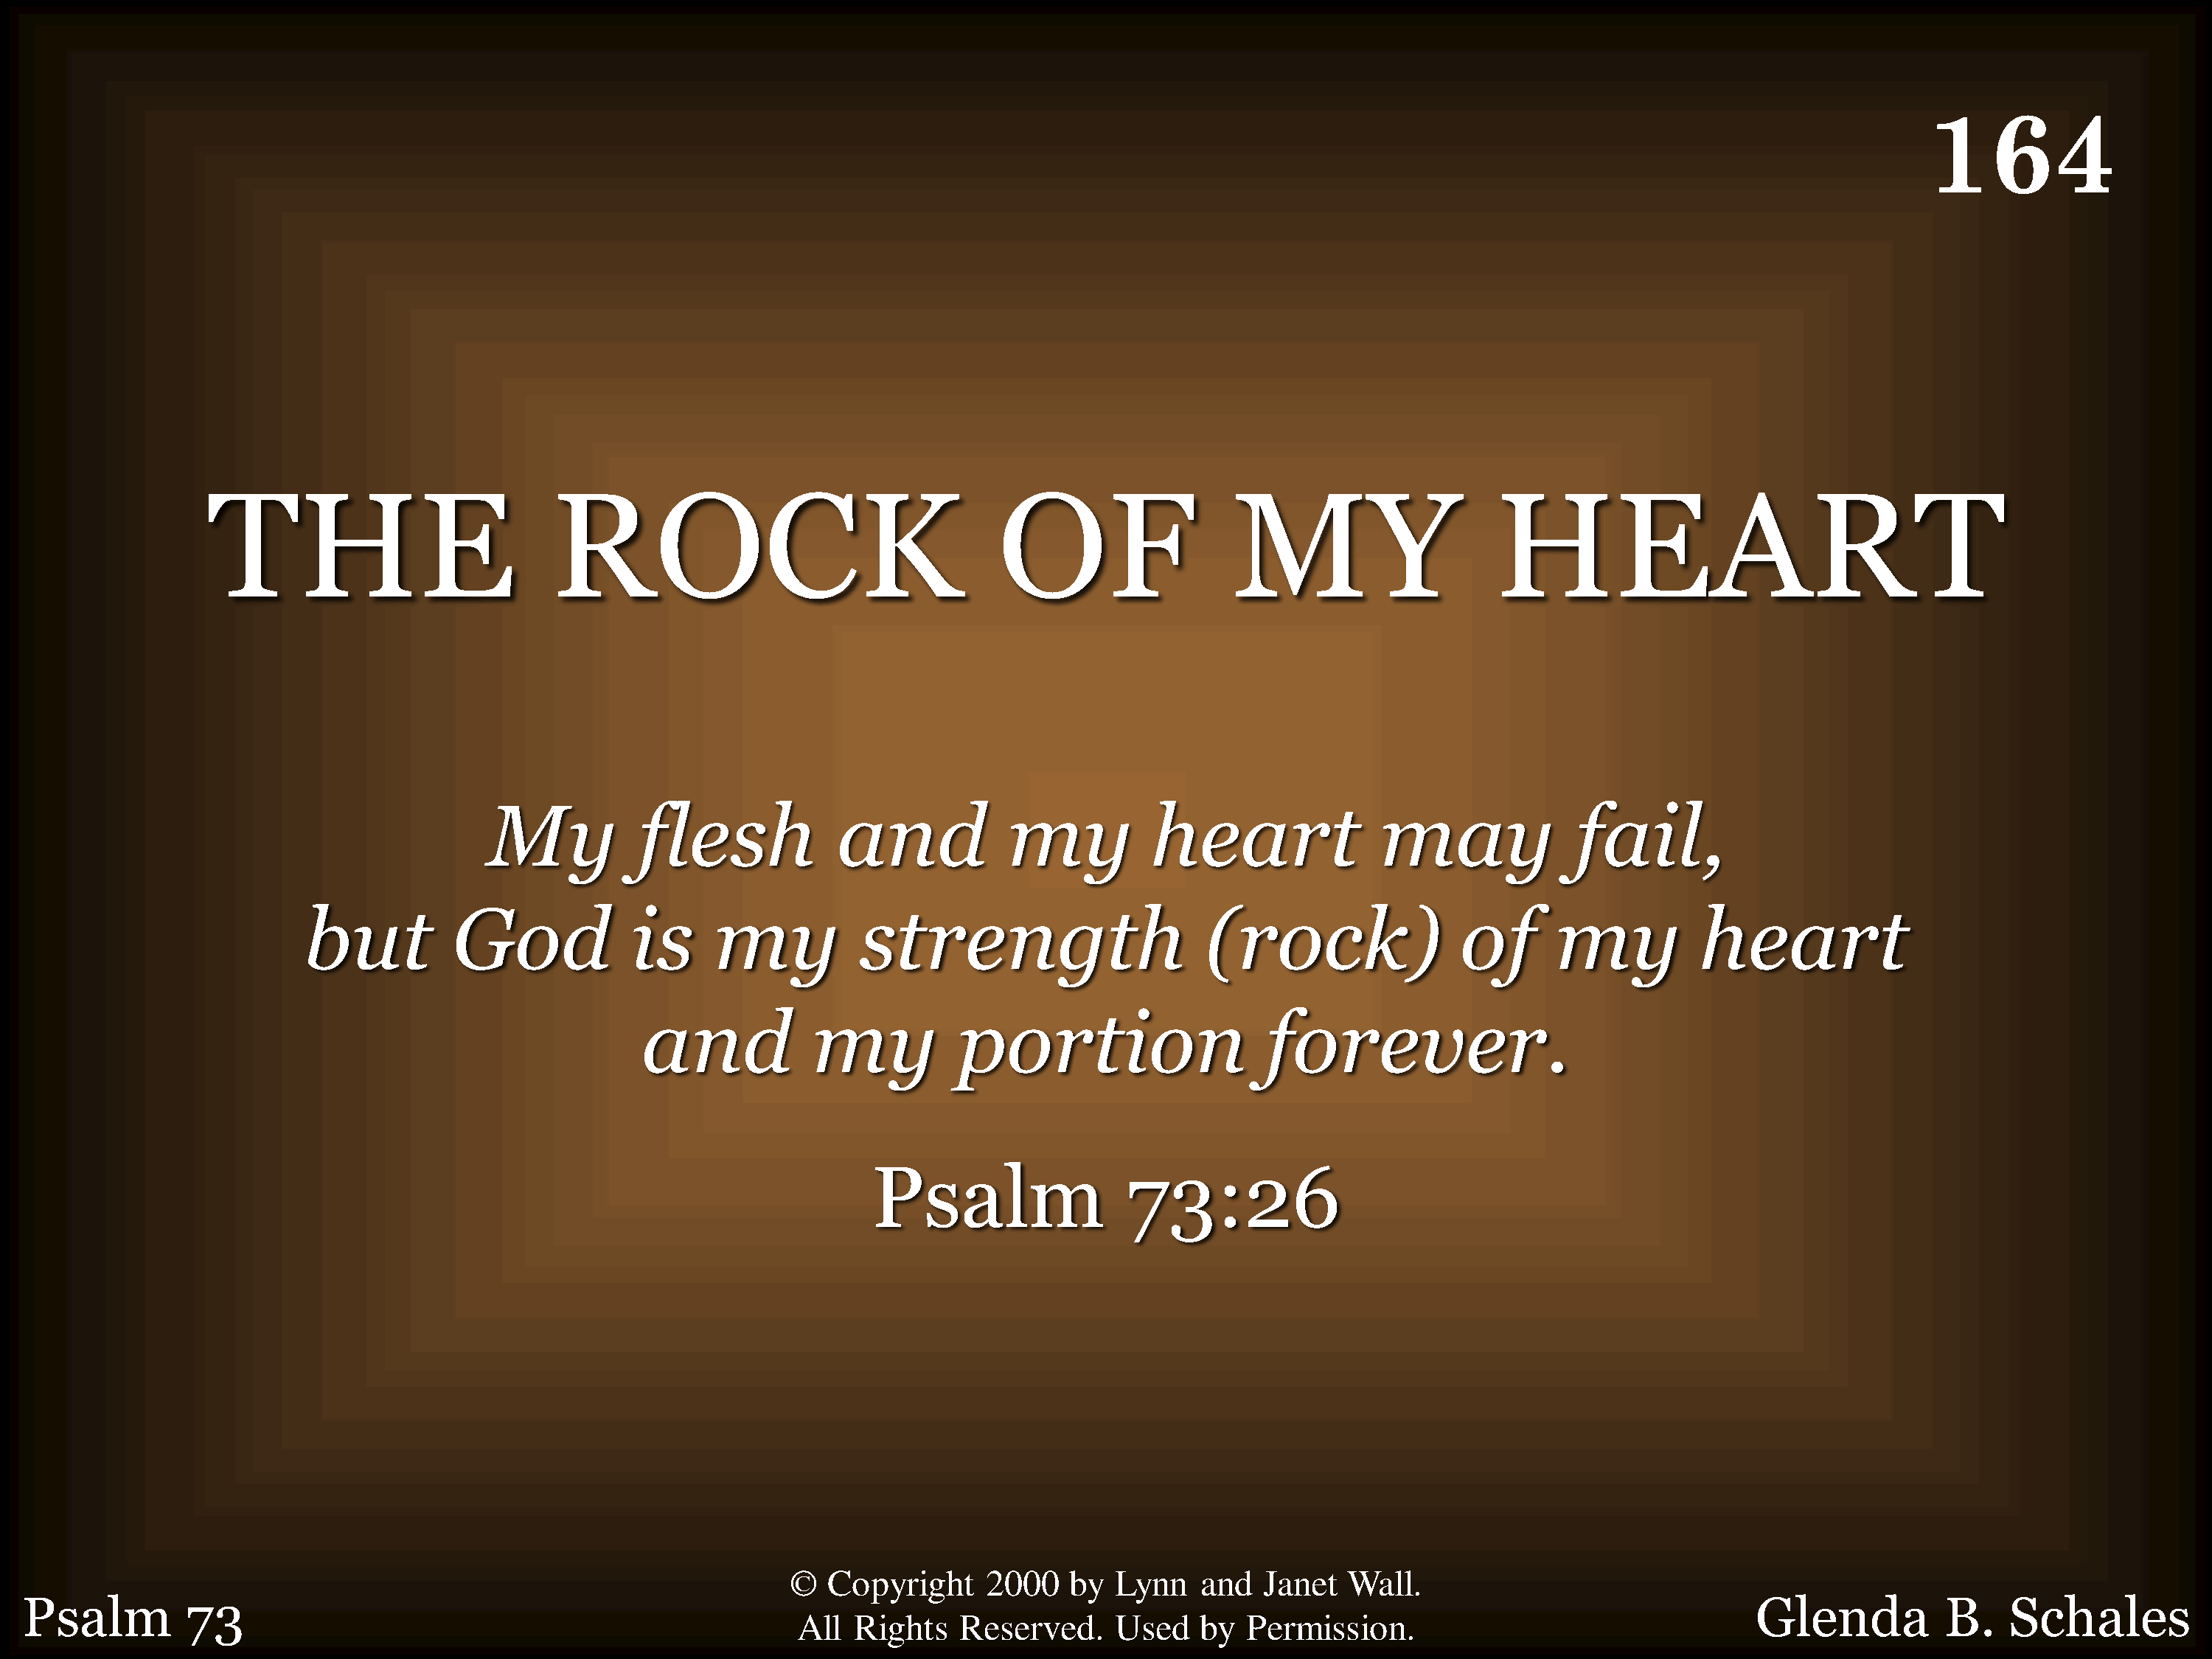 164
THE ROCK OF MY HEART
My flesh and my heart may fail,
but God is my strength (rock) of my heart
and my portion forever.
Psalm 73:26
© Copyright 2000 by Lynn and Janet Wall.
All Rights Reserved. Used by Permission.
Psalm 73
Glenda B. Schales